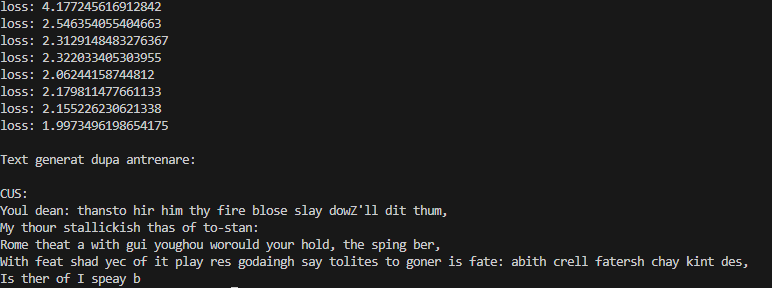 loss: 4.177245616912842
loss: 2.546354055404663
loss: 2.3129148483276367
loss: 2.322033405303955
loss: 2.06244158744812
loss: 2.179811477661133
loss: 2.155226230621338
loss: 1.9973496198654175
Text generat dupa antrenare:
CUS:
Youl dean: thansto hir him thy fire blose slay dowZ'll dit thum,
My thour stallickish thas of to-stan:
Rome theat a with gui youghou worould your hold, the sping ber,
With feat shad yec of it play res godaingh say tolites to goner is fate: abith crell fatersh chay kint des,
Is ther of I speay b